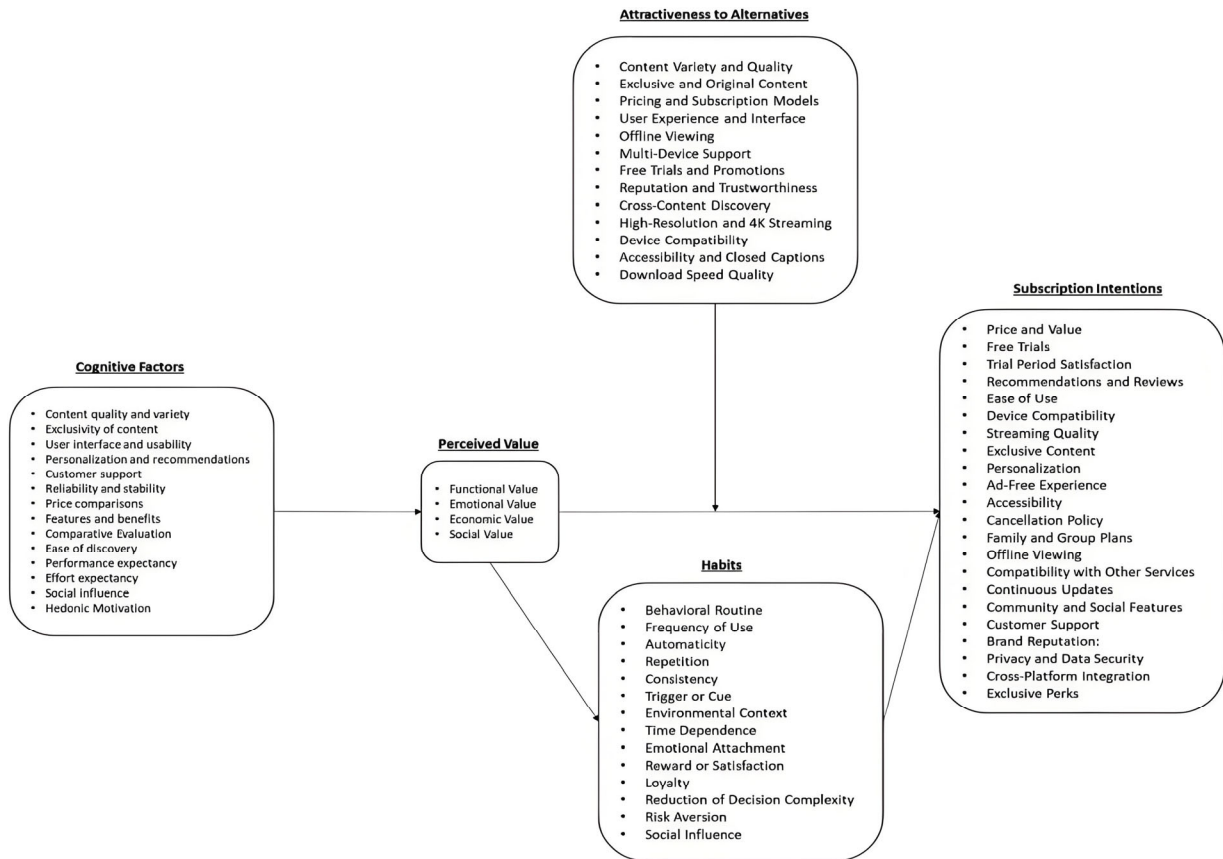 Attractiveness to Alternatives
• Content Variety and Quality
• Exclusive and Original Content
• Pricing and Subscription Models
• User Experience and Interface
• Offline Viewing
• Multi-Device Support
• Free Trials and Promotions
• Reputation and Trustworthiness
• Cross-Content Discovery
• High-Resolution and 4K Streaming
• Device Compatibility
• Accessibility and Closed Captions
• Download Speed Quality
Cognitive Factors
• Content quality and variety
• Exclusivity of content
• User interface and usability
• Personalization and recommendations
• Customer support
• Reliability and stability
• Price comparisons
• Features and benefits
• Comparative Evaluation
• Ease of discovery
• Performance expectancy
• Effort expectancy
• Social influence
• Hedonic Motivation
Perceived Value
• Functional Value
• Emotional Value
• Economic Value
• Social Value
Habits
• Behavioral Routine
• Frequency of Use
• Automaticity
• Repetition
• Consistency
• Trigger or Cue
• Environmental Context
• Time Dependence
• Emotional Attachment
• Reward or Satisfaction
• Loyalty
• Reduction of Decision Complexity
• Risk Aversion
• Social Influence
Subscription Intentions
• Price and Value
• Free Trials
• Trial Period Satisfaction
• Recommendations and Reviews
• Ease of Use
• Device Compatibility
• Streaming Quality
• Exclusive Content
• Personalization
• Ad-Free Experience
• Accessibility
• Cancellation Policy
• Family and Group Plans
• Offline Viewing
• Compatibility with Other Services
• Continuous Updates
• Community and Social Features
• Customer Support
• Brand Reputation:
• Privacy and Data Security
• Cross-Platform Integration
• Exclusive Perks